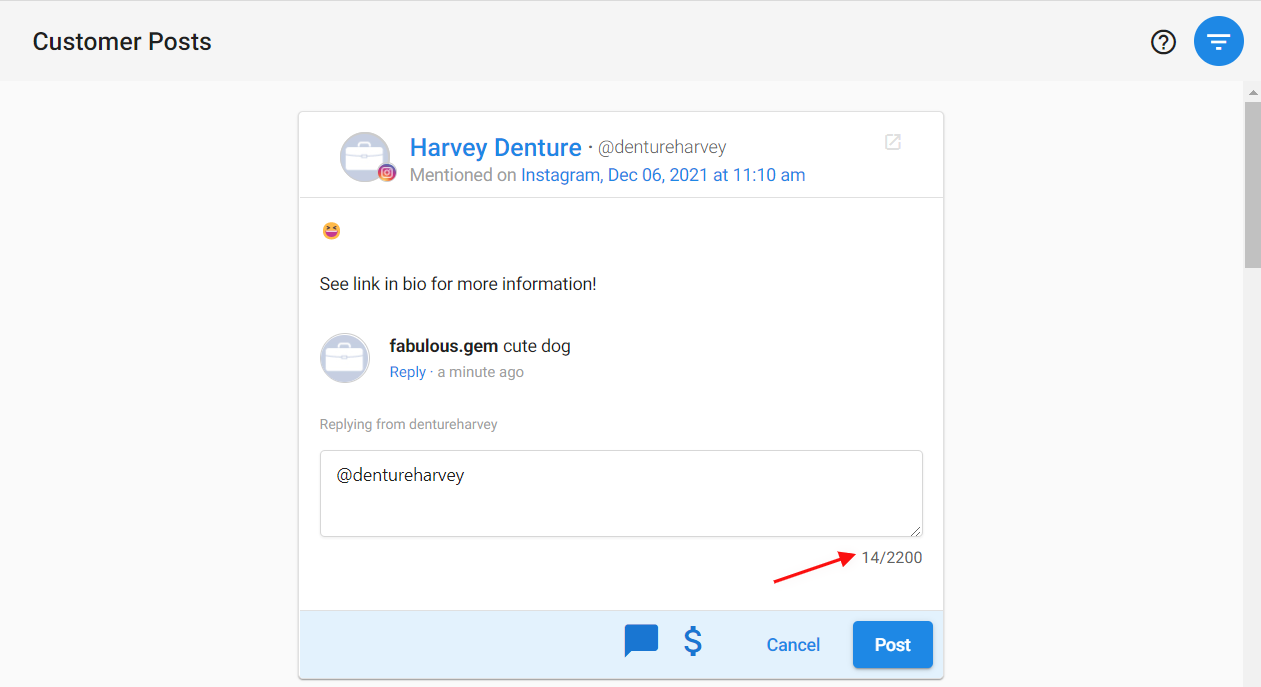 Customer Posts
Harvey Denture · @dentureharvey
Mentioned on Instagram, Dec 06, 2021 at 11:10 am
😆
See link in bio for more information!
fabulous.gem cute dog
Reply · a minute ago
Replying from dentureharvey
@dentureharvey
14/2200
$
Cancel
Post